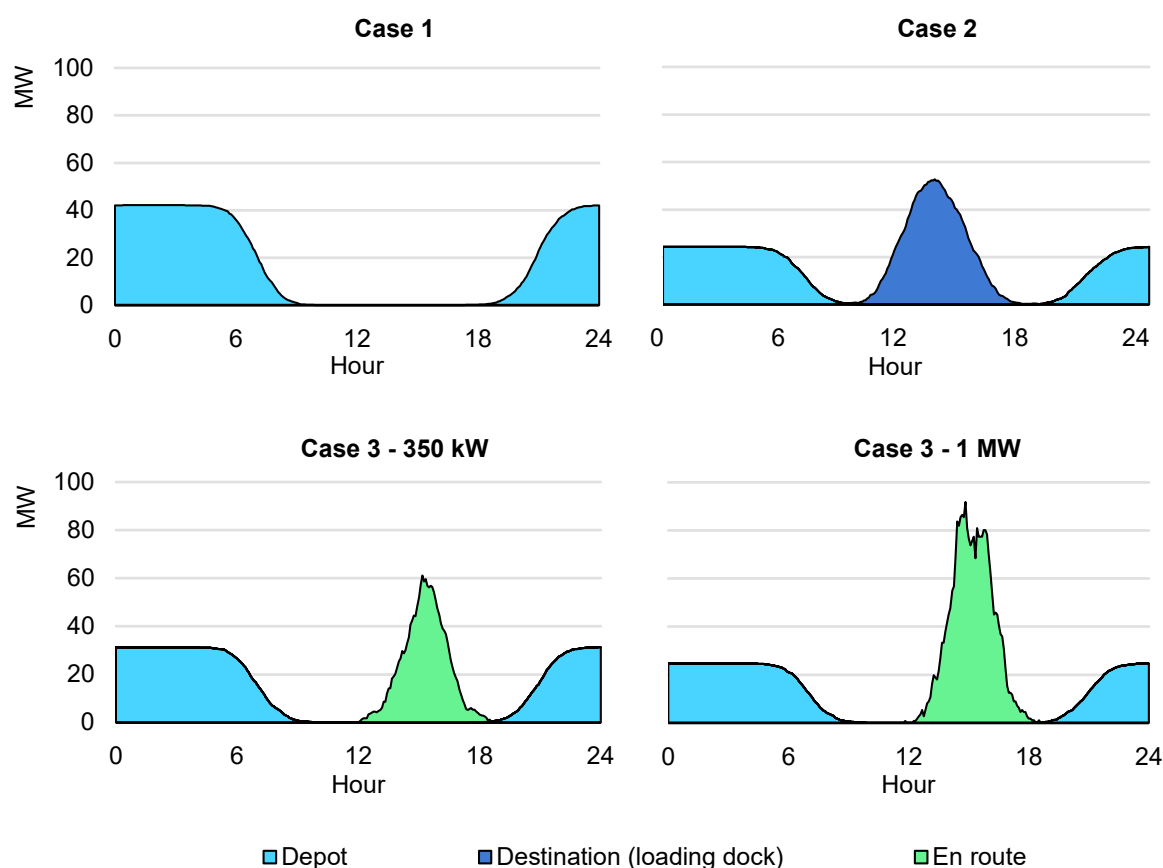 Case 1
Case 2
MW
100
80
60
40
20
0
0 6 12 18 24
Hour
0 6 12 18 24
Hour
Case 3 - 350 kW
Case 3 - 1 MW
MW
100
80
60
40
20
0
0 6 12 18 24
Hour
0 6 12 18 24
Hour
Depot Destination (loading dock) En route